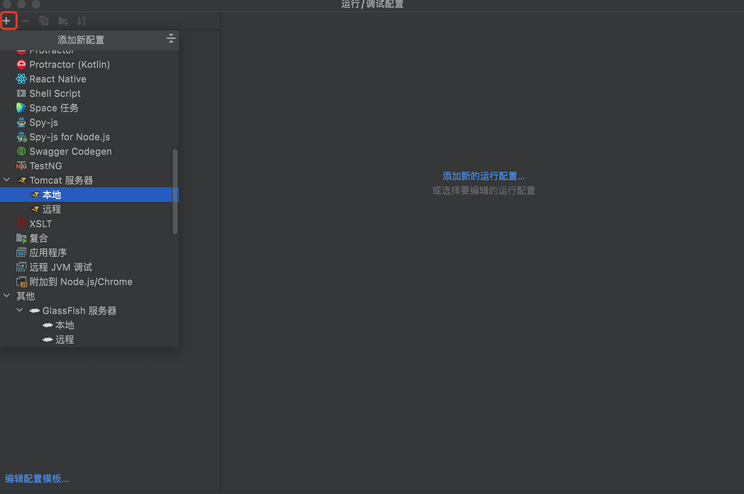 运行/调试配置
添加新配置
Protractor
Protractor (Kotlin)
React Native
Shell Script
Space 任务
Spy-js
Spy-js for Node.js
Swagger Codegen
TestNG
Tomcat 服务器
本地
远程
XSLT
复合
应用程序
远程 JVM 调试
附加到 Node.js/Chrome
其他
GlassFish 服务器
本地
远程
添加新的运行配置...
或选择要编辑的运行配置
编辑配置模板...